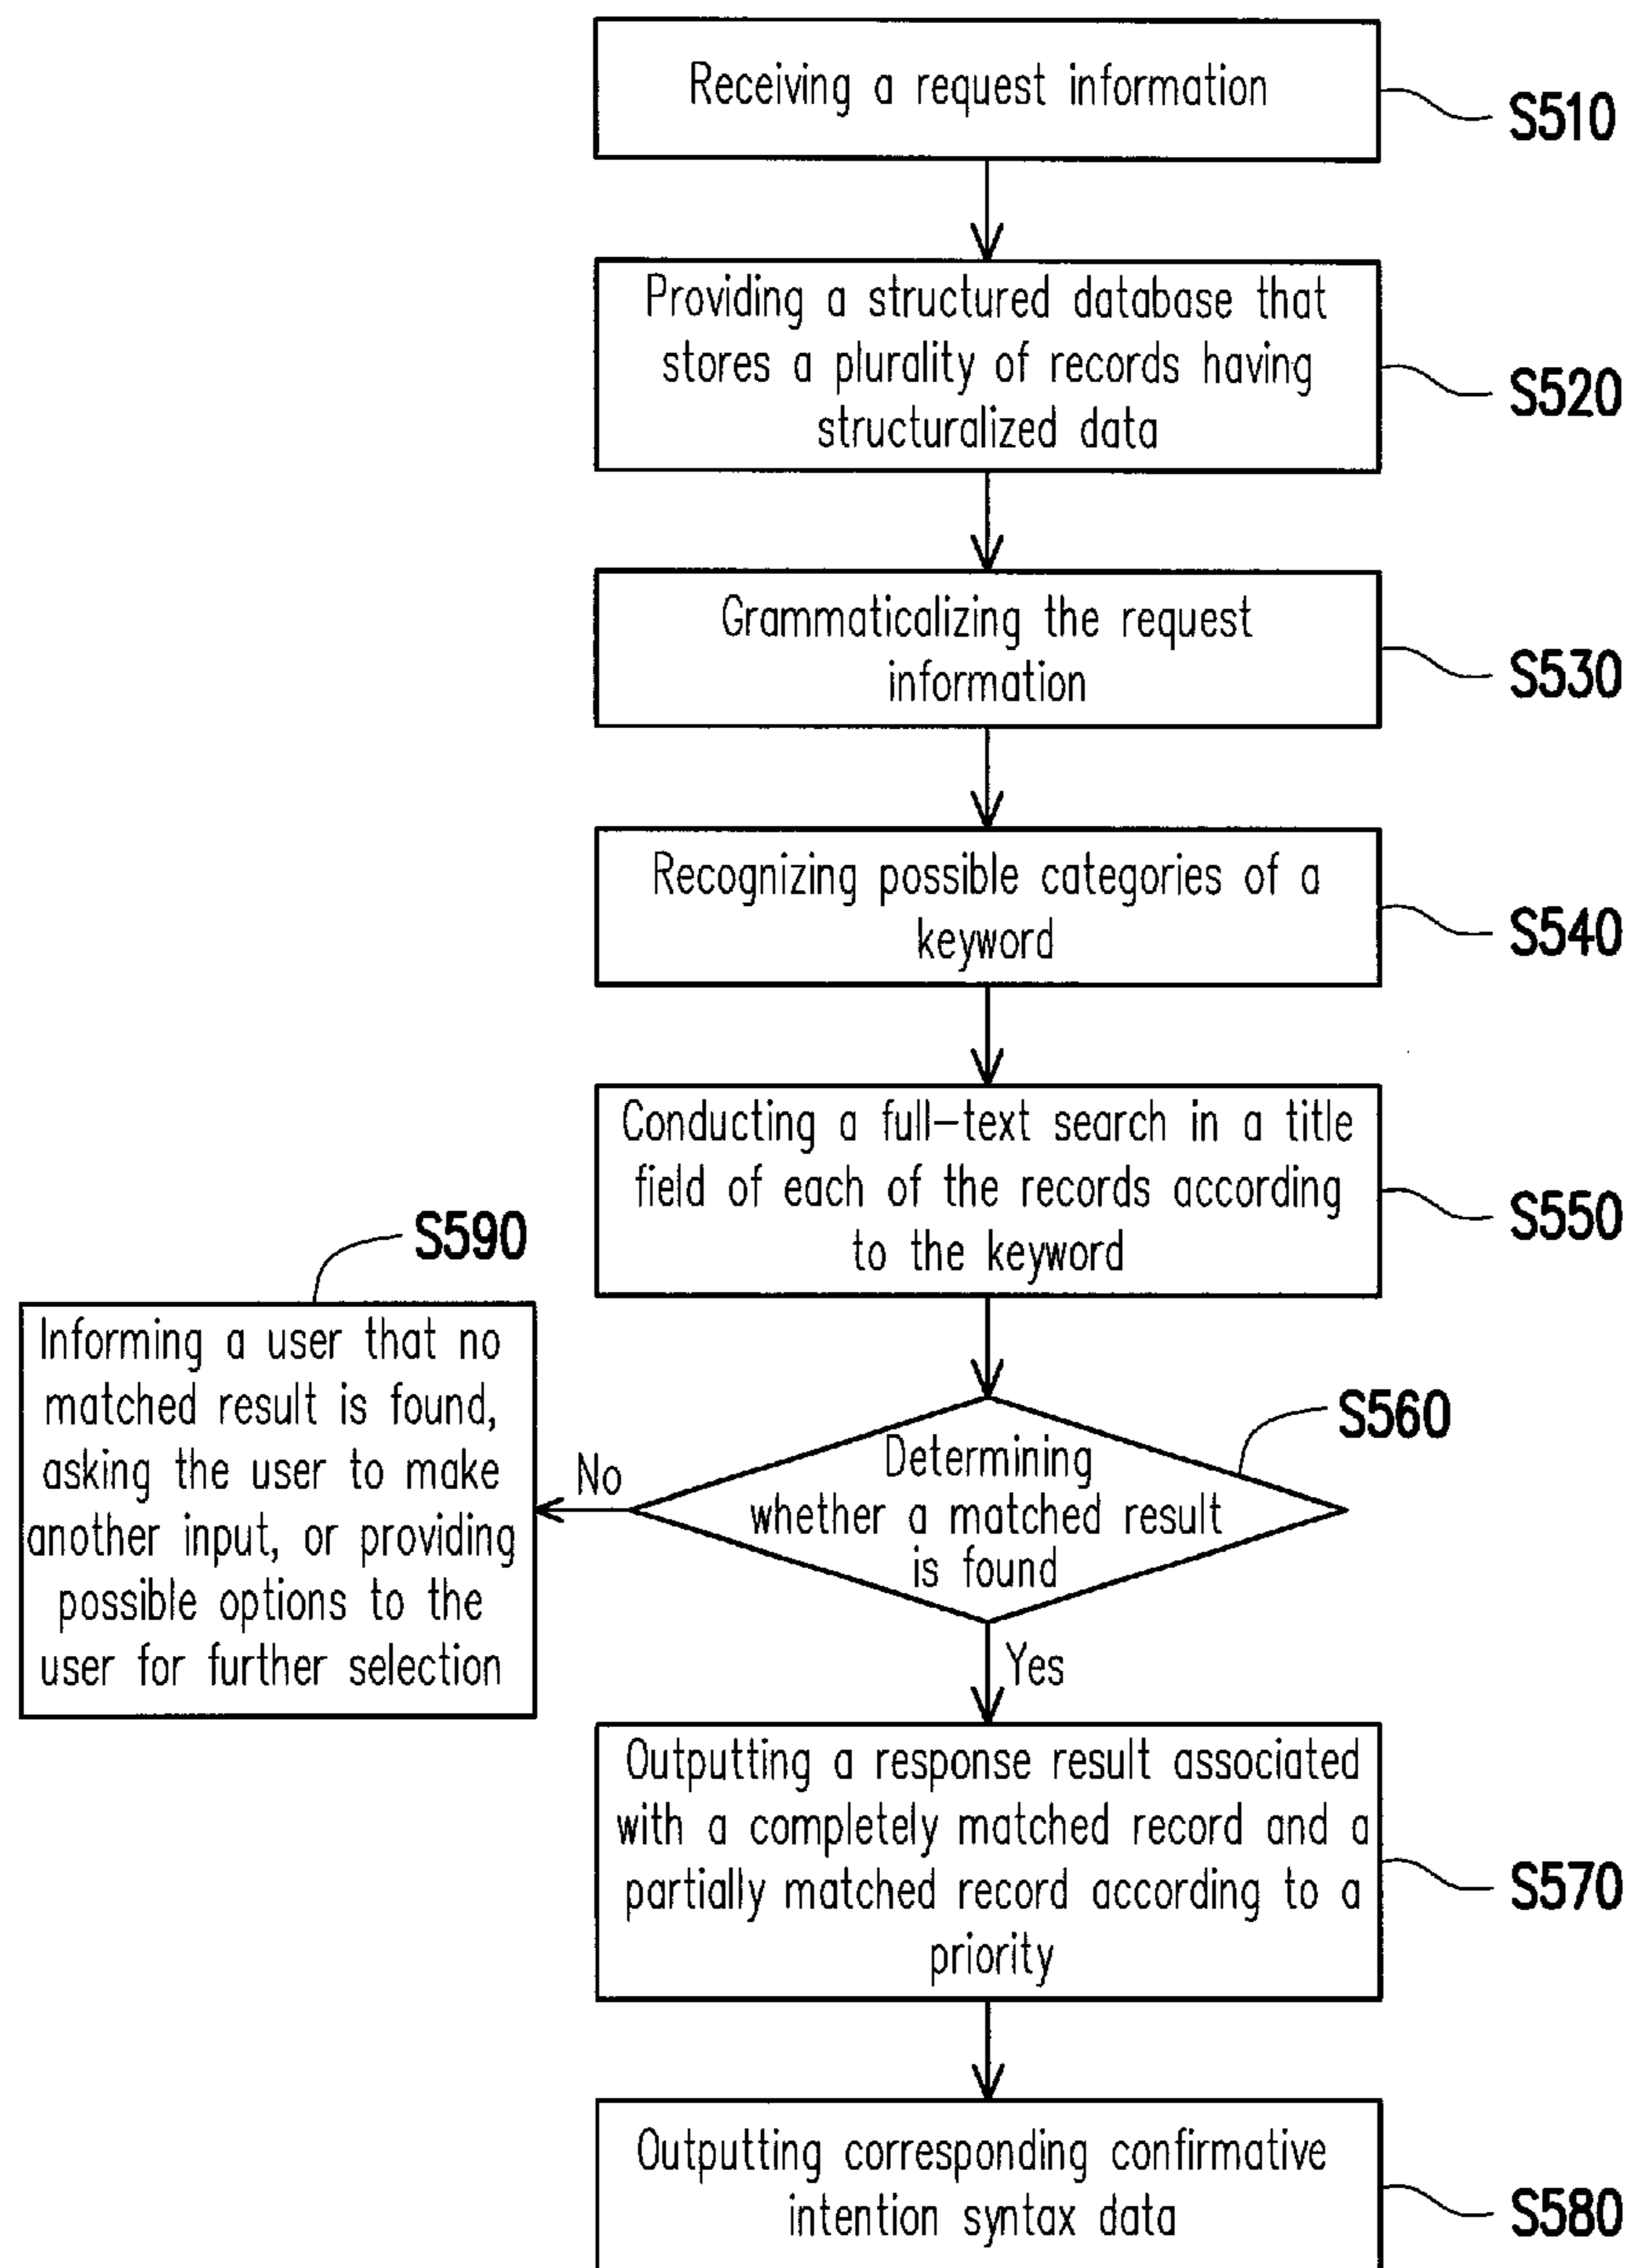 Receiving a request information
S510
Providing a structured database that
stores a plurality of records having
structuralized data
S520
Grammaticalizing the request
information
S530
Recognizing possible categories of a
keyword
S540
Conducting a full-text search in a title
field of each of the records according
to the keyword
S550
S590
Informing a user that no
matched result is found,
asking the user to make
another input, or providing
possible options to the
user for further selection
No
Determining
whether a matched result
is found
S560
Yes
Outputting a response result associated
with a completely matched record and a
partially matched record according to a
priority
S570
Outputting corresponding confirmative
intention syntax data
S580